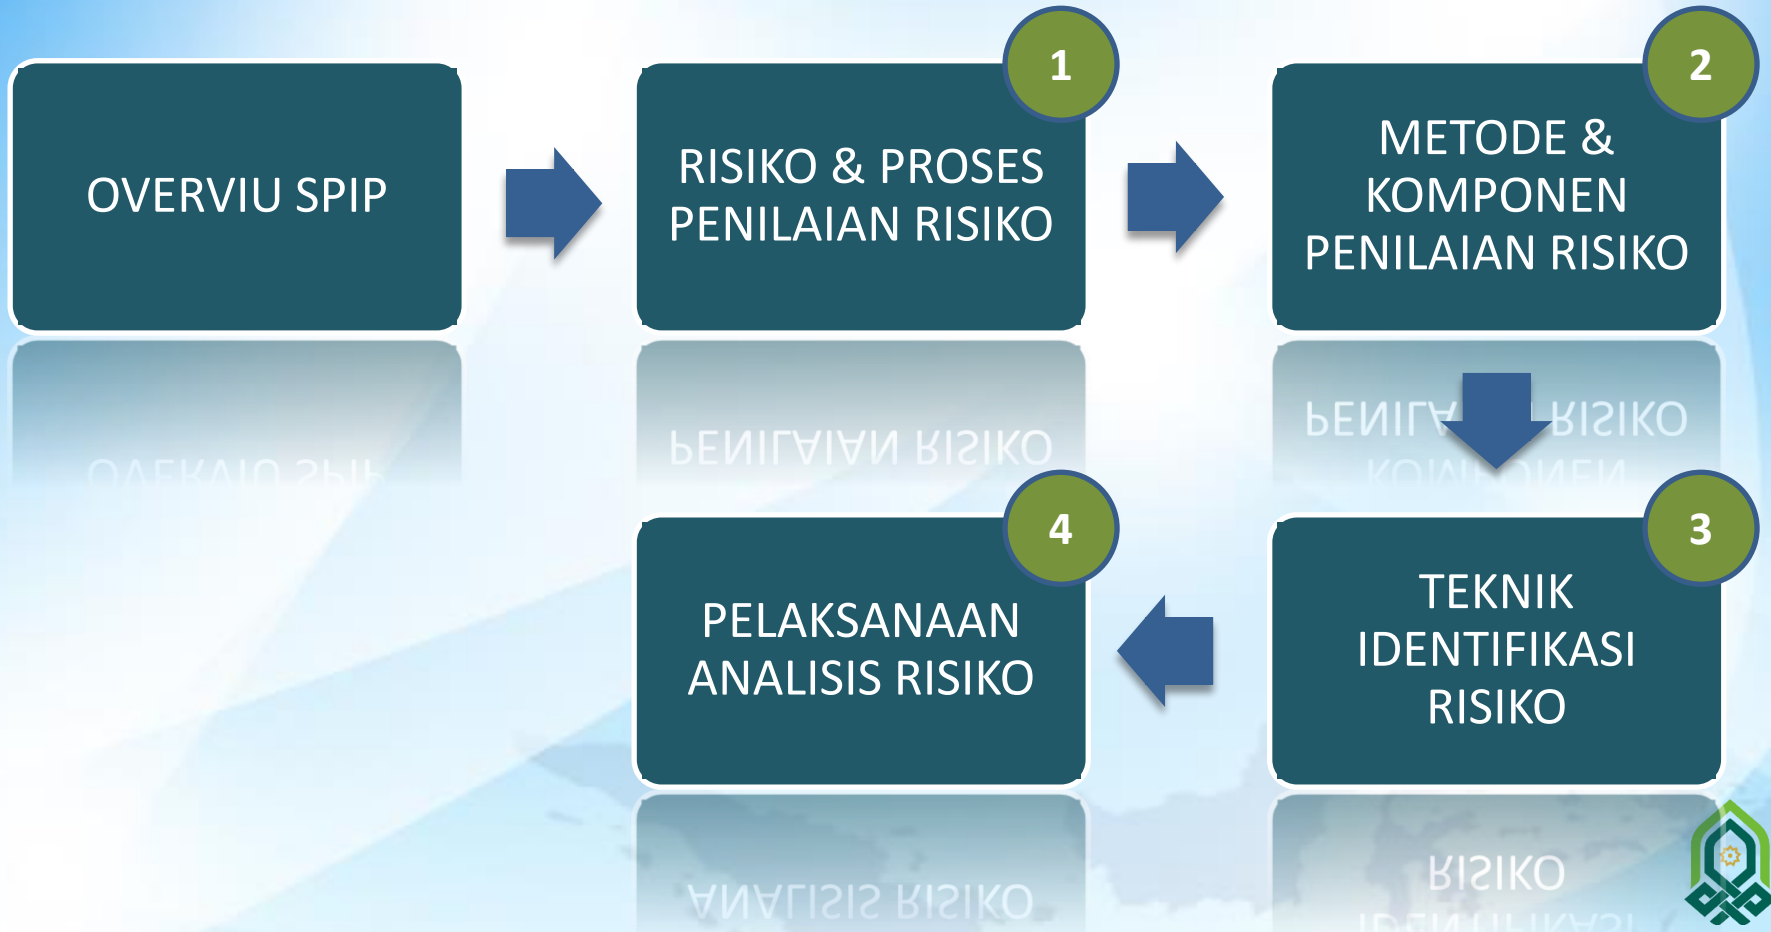 OVERVIU SPIP
1
RISIKO & PROSES
PENILAIAN RISIKO
2
METODE &
KOMPONEN
PENILAIAN RISIKO
3
TEKNIK
IDENTIFIKASI
RISIKO
4
PELAKSANAAN
ANALISIS RISIKO